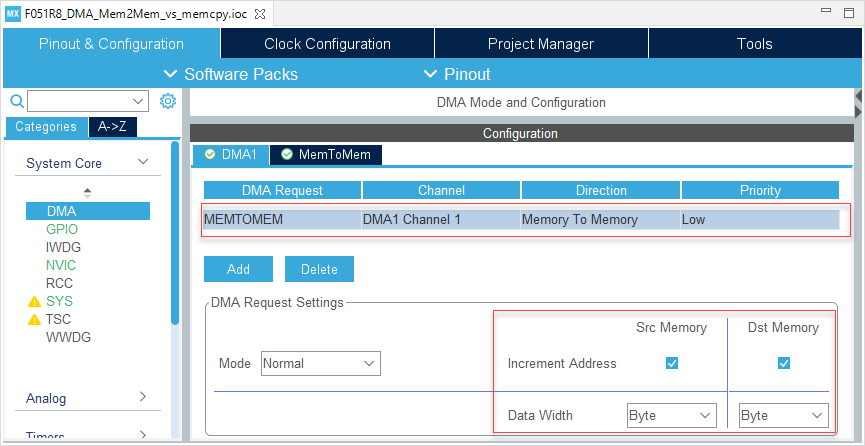 MX F051R8_DMA_Mem2Mem_vs_memcpy.ioc
Pinout & Configuration Clock Configuration Project Manager Tools
Software Packs Pinout
DMA Mode and Configuration
Categories A->Z
Configuration
System Core
DMA
GPIO
IWDG
NVIC
RCC
SYS
TSC
WWDG
Analog
Timers
DMA1 MemToMem
DMA Request Channel Direction Priority
MEMTOMEM DMA1 Channel 1 Memory To Memory Low
Add Delete
DMA Request Settings
Src Memory Dst Memory
Mode Normal Increment Address
Data Width Byte Byte